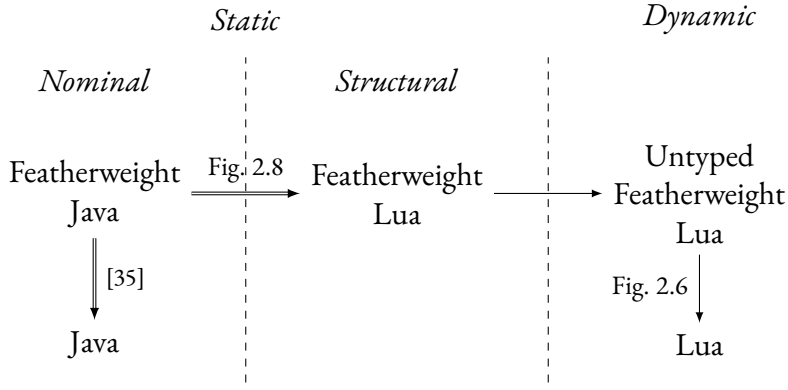 Static
Dynamic
Nominal
Structural
Featherweight
Java
Fig. 2.8
Featherweight
Lua
Untyped
Featherweight
Lua
[35]
Fig. 2.6
Java
Lua